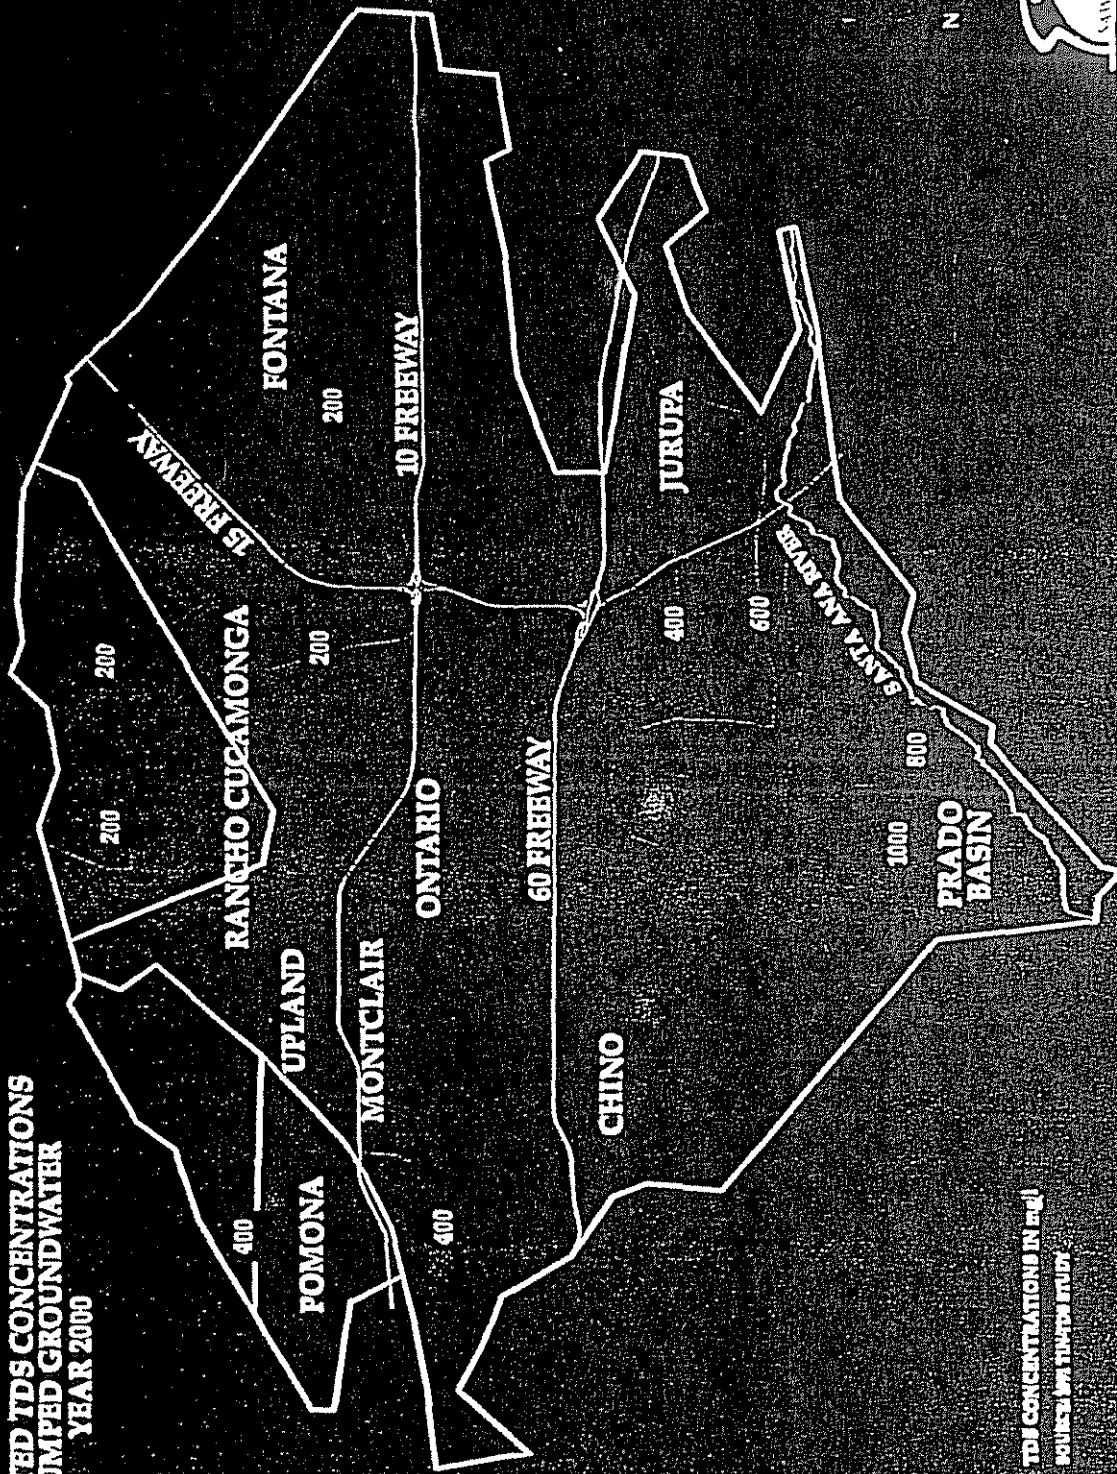 TED TDS CONCENTRATIONS
UMPED GROUNDWATER
YEAR 2000
N
200
200
15 FREEWAY
FONTANA
RANCHO CUCAMONGA
200
200
UPLAND
400
POMONA
MONTCLAIR
10 FREEWAY
ONTARIO
400
60 FREEWAY
CHINO
JURUPA
400
600
SANTA ANA RIVER
800
1000
PRADO
BASIN
TDS CONCENTRATIONS IN mg/l